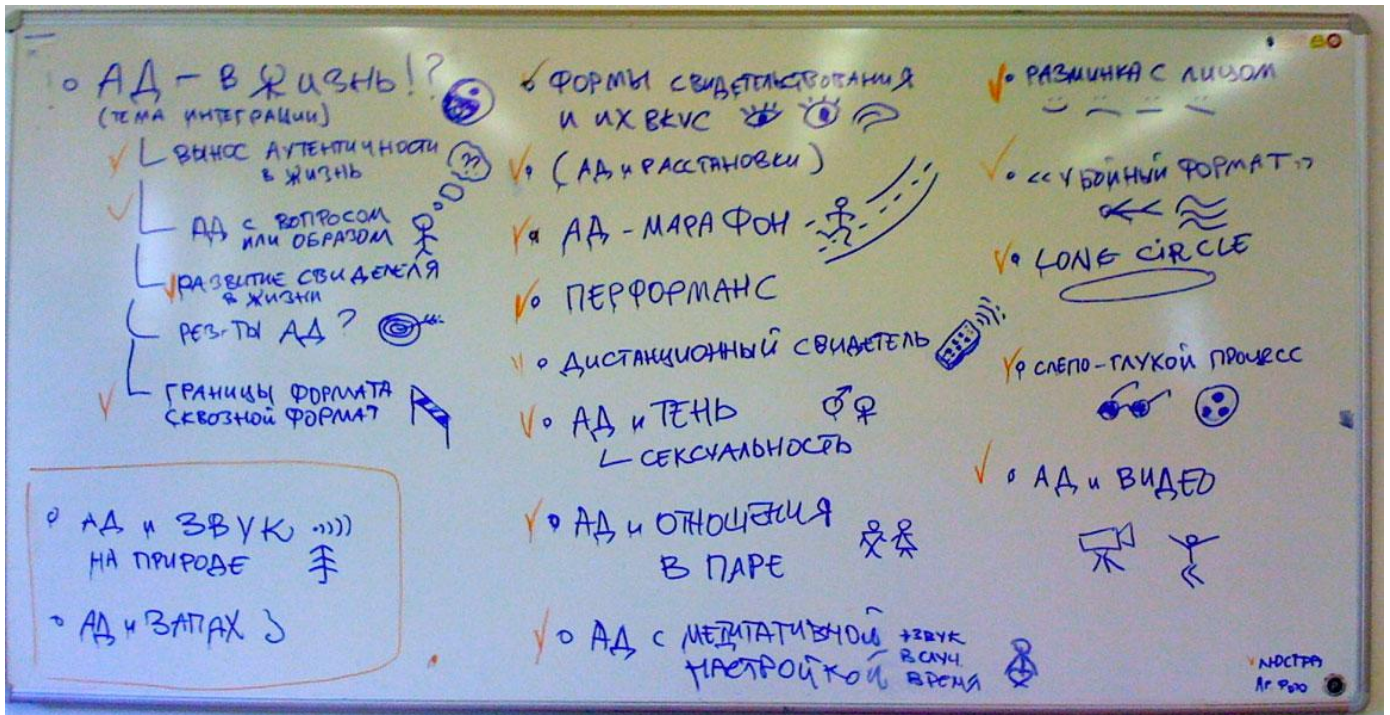 АД - В ЖИЗНЬ!?
(ТЕМА ИНТЕГРАЦИИ)
ВЫНОС АУТЕНТИЧНОСТИ
В ЖИЗНЬ
??
АД С ВОПРОСОМ
ИЛИ ОБРАЗОМ
РАЗВИТИЕ СВИДЕТЕЛЯ
В ЖИЗНИ
РЕЗ-ТЫ АД?
ГРАНИЦЫ ФОРМАТА
СКВОЗНОЙ ФОРМАТ
АД И ЗВУК
НА ПРИРОДЕ
АД И ЗАПАХ
ФОРМЫ СВИДЕТЕЛЬСТВОВАНИЯ
И ИХ ВКУС
(АД И РАССТАНОВКИ)
АД - МАРАФОН
ПЕРФОРМАНС
ДИСТАНЦИОННЫЙ СВИДЕТЕЛЬ
АД И ТЕНЬ
СЕКСУАЛЬНОСТЬ
АД И ОТНОШЕНИЯ
В ПАРЕ
АД С МЕДИТАТИВНОЙ
НАСТРОЙКОЙ
+ЗВУК
В СЛУЧ.
ВРЕМЯ
РАЗМИНКА С ЛИЦОМ
«УБОЙНЫЙ ФОРМАТ»
LONG CIRCLE
СЛЕПО-ГЛУХОЙ ПРОЦЕСС
АД И ВИДЕО
ЛЮСТРА